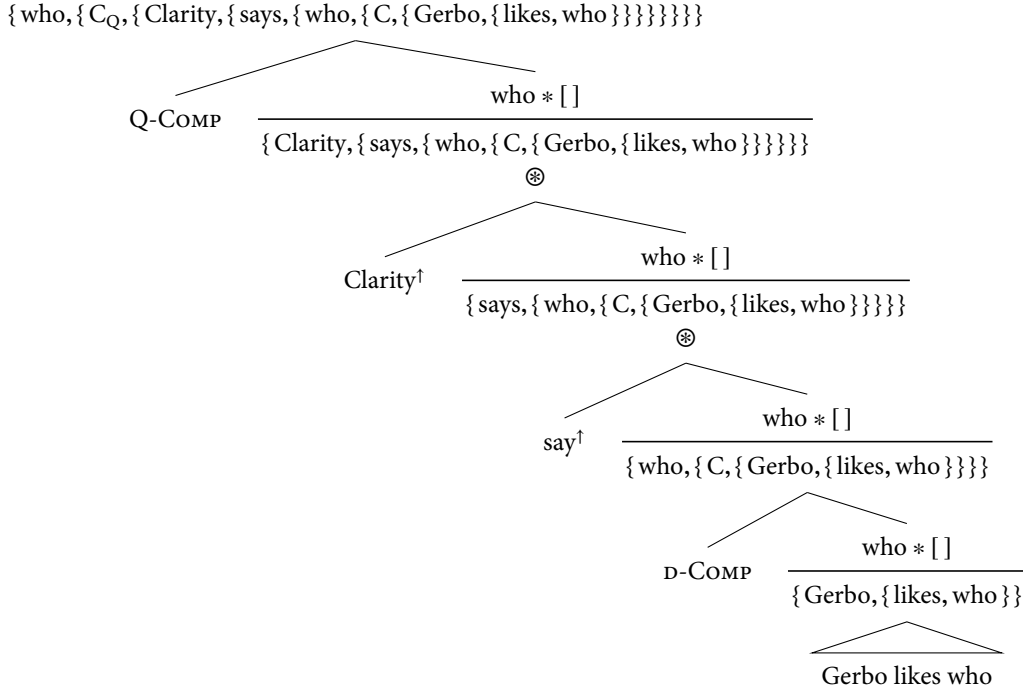 {who,{C_Q,{Clarity,{says,{who,{C,{Gerbo,{likes, who}}}}}}}}
Q-Comp
who ∗ [ ]
{Clarity,{says,{who,{C,{Gerbo,{likes, who}}}}}}
⊛
Clarity↑
who ∗ [ ]
{says,{who,{C,{Gerbo,{likes, who}}}}}
⊛
say↑
who ∗ [ ]
{who,{C,{Gerbo,{likes, who}}}}
D-Comp
who ∗ [ ]
{Gerbo,{likes, who}}
Gerbo likes who